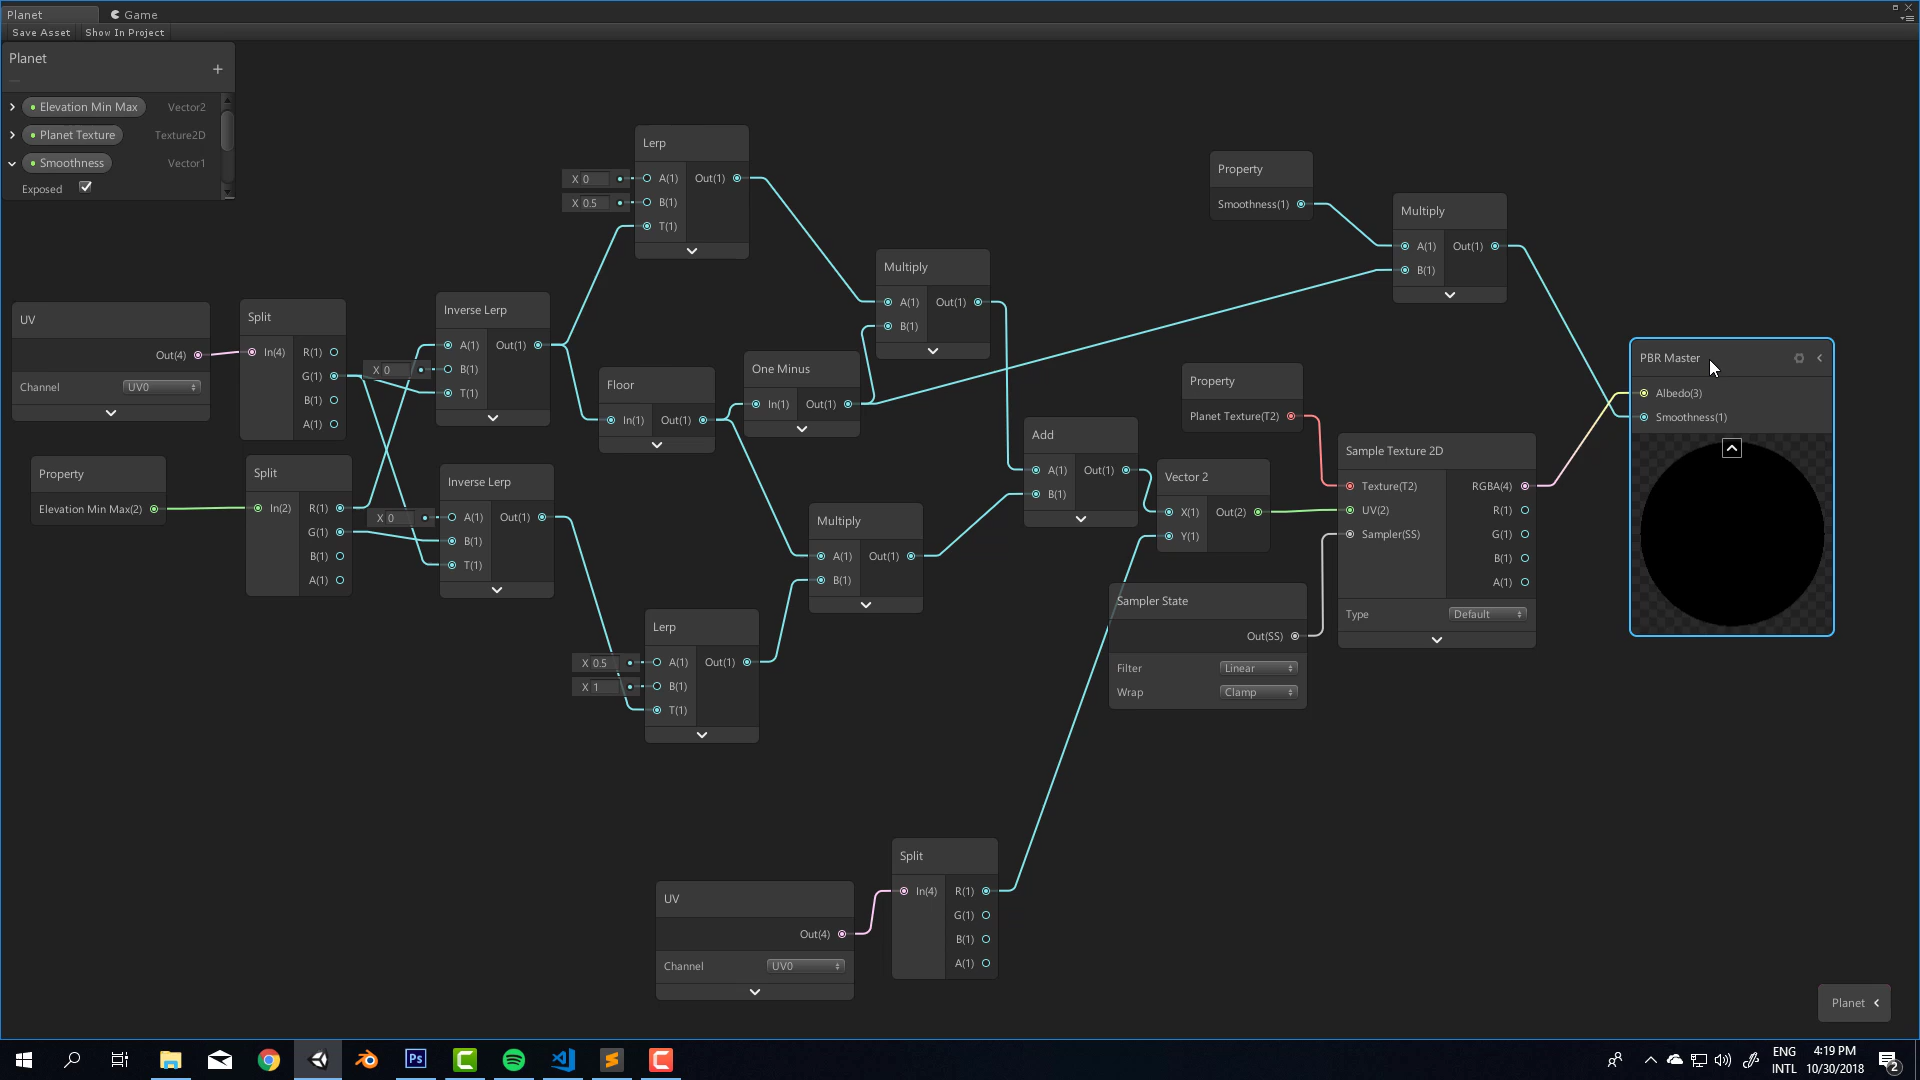 Planet
Game
Save Asset
Show In Project
Planet
+
Elevation Min Max
Vector2
Planet Texture
Texture2D
Smoothness
Vector1
Exposed
Lerp
X 0
A(1)
Out(1)
X 0.5
B(1)
T(1)
Property
Smoothness(1)
Multiply
A(1)
Out(1)
B(1)
Multiply
A(1)
Out(1)
B(1)
UV
Out(4)
Channel
UV0
Split
In(4)
R(1)
G(1)
B(1)
A(1)
Inverse Lerp
A(1)
Out(1)
X 0
B(1)
T(1)
Floor
In(1)
Out(1)
One Minus
In(1)
Out(1)
Property
Planet Texture(T2)
PBR Master
Albedo(3)
Smoothness(1)
Property
Elevation Min Max(2)
Split
In(2)
R(1)
G(1)
B(1)
A(1)
Inverse Lerp
X 0
A(1)
Out(1)
B(1)
T(1)
Multiply
A(1)
Out(1)
B(1)
Add
A(1)
Out(1)
B(1)
Vector 2
X(1)
Out(2)
Y(1)
Sample Texture 2D
Texture(T2)
RGBA(4)
UV(2)
R(1)
Sampler(SS)
G(1)
B(1)
A(1)
Type
Default
Sampler State
Out(SS)
Filter
Linear
Wrap
Clamp
Lerp
X 0.5
A(1)
Out(1)
X 1
B(1)
T(1)
UV
Out(4)
Channel
UV0
Split
In(4)
R(1)
G(1)
B(1)
A(1)
Planet
Ps
ENG
INTL
4:19 PM
10/30/2018
2